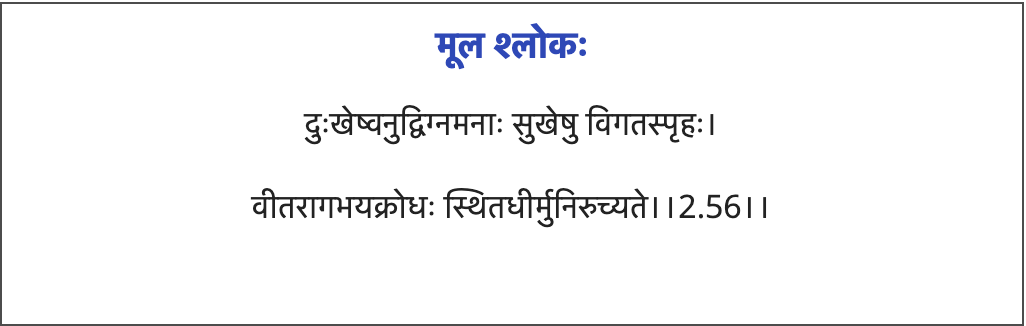 मूल श्लोकः
दुःखेष्वनुद्विग्नमनाः सुखेषु विगतस्पृहः।
वीतरागभयक्रोधः स्थितधीर्मुनिरुच्यते।।2.56।।